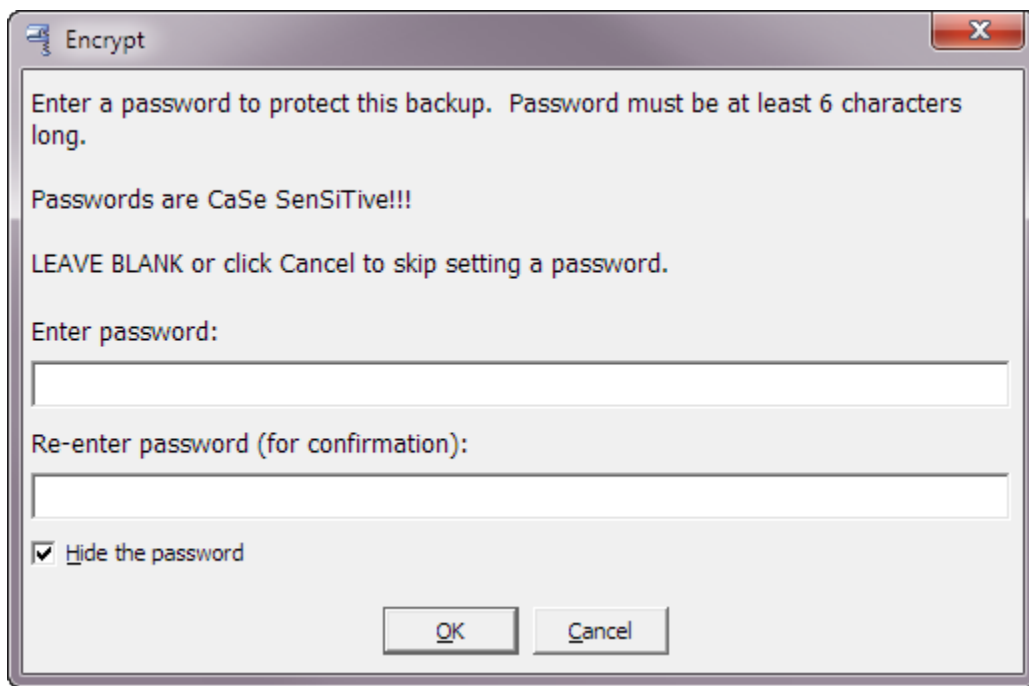 Encrypt
Enter a password to protect this backup.  Password must be at least 6 characters
long.
Passwords are CaSe SenSiTive!!!
LEAVE BLANK or click Cancel to skip setting a password.
Enter password:
Re-enter password (for confirmation):
Hide the password
OK Cancel